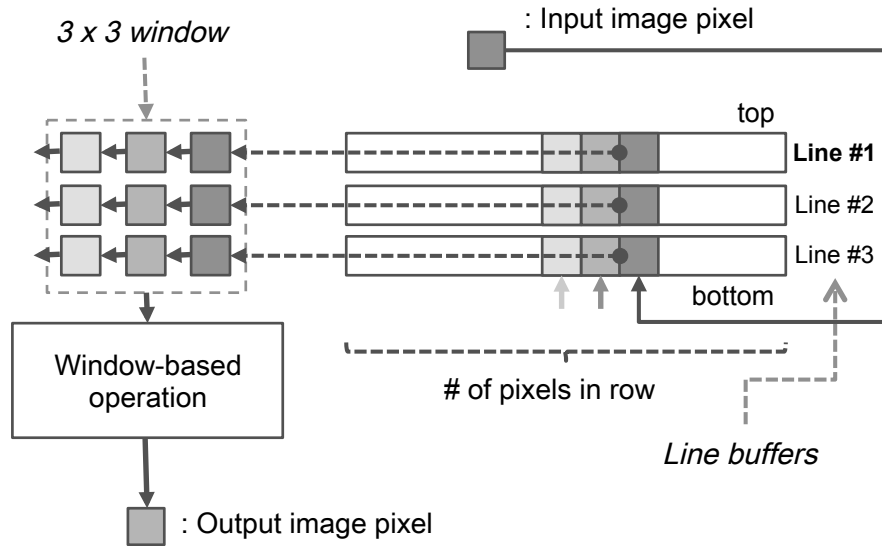 : Input image pixel
3 x 3 window
top
Line #1
Line #2
Line #3
bottom
Window-based
operation
# of pixels in row
Line buffers
: Output image pixel